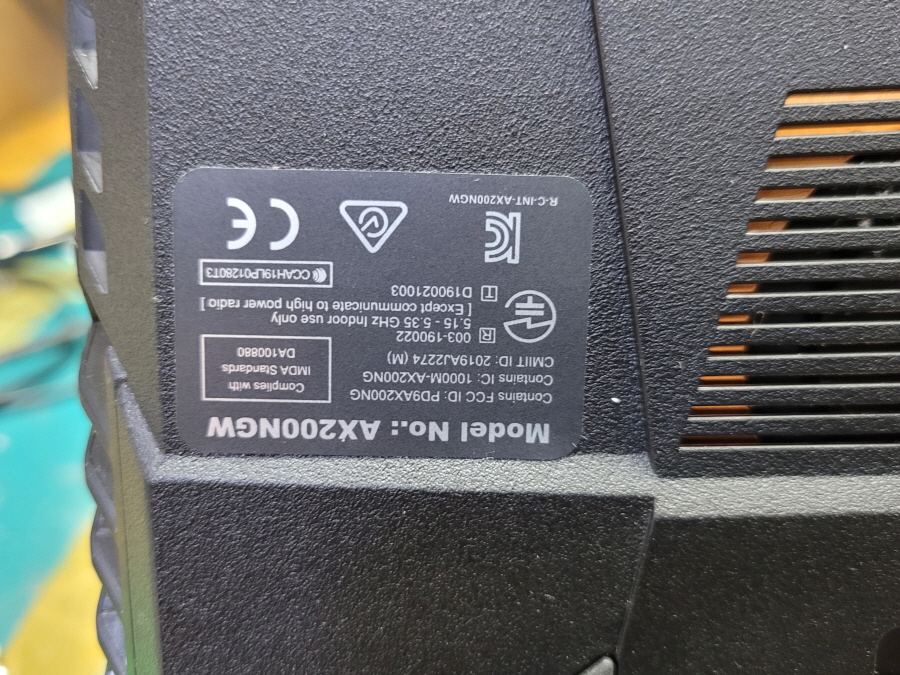 Model No.: AX200NGW
Contains FCC ID: PD9AX200NG
Contains IC: 1000M-AX200NG
CMIIT ID: 2019AJ2274 (M)
Complies with
IMDA Standards
DA100880
R 003-190022
5.15 - 5.35 GHz Indoor use only
[ Except communicate to high power radio ]
T D190021003
CCAH19LP01280T3
R-C-INT-AX200NGW
CE